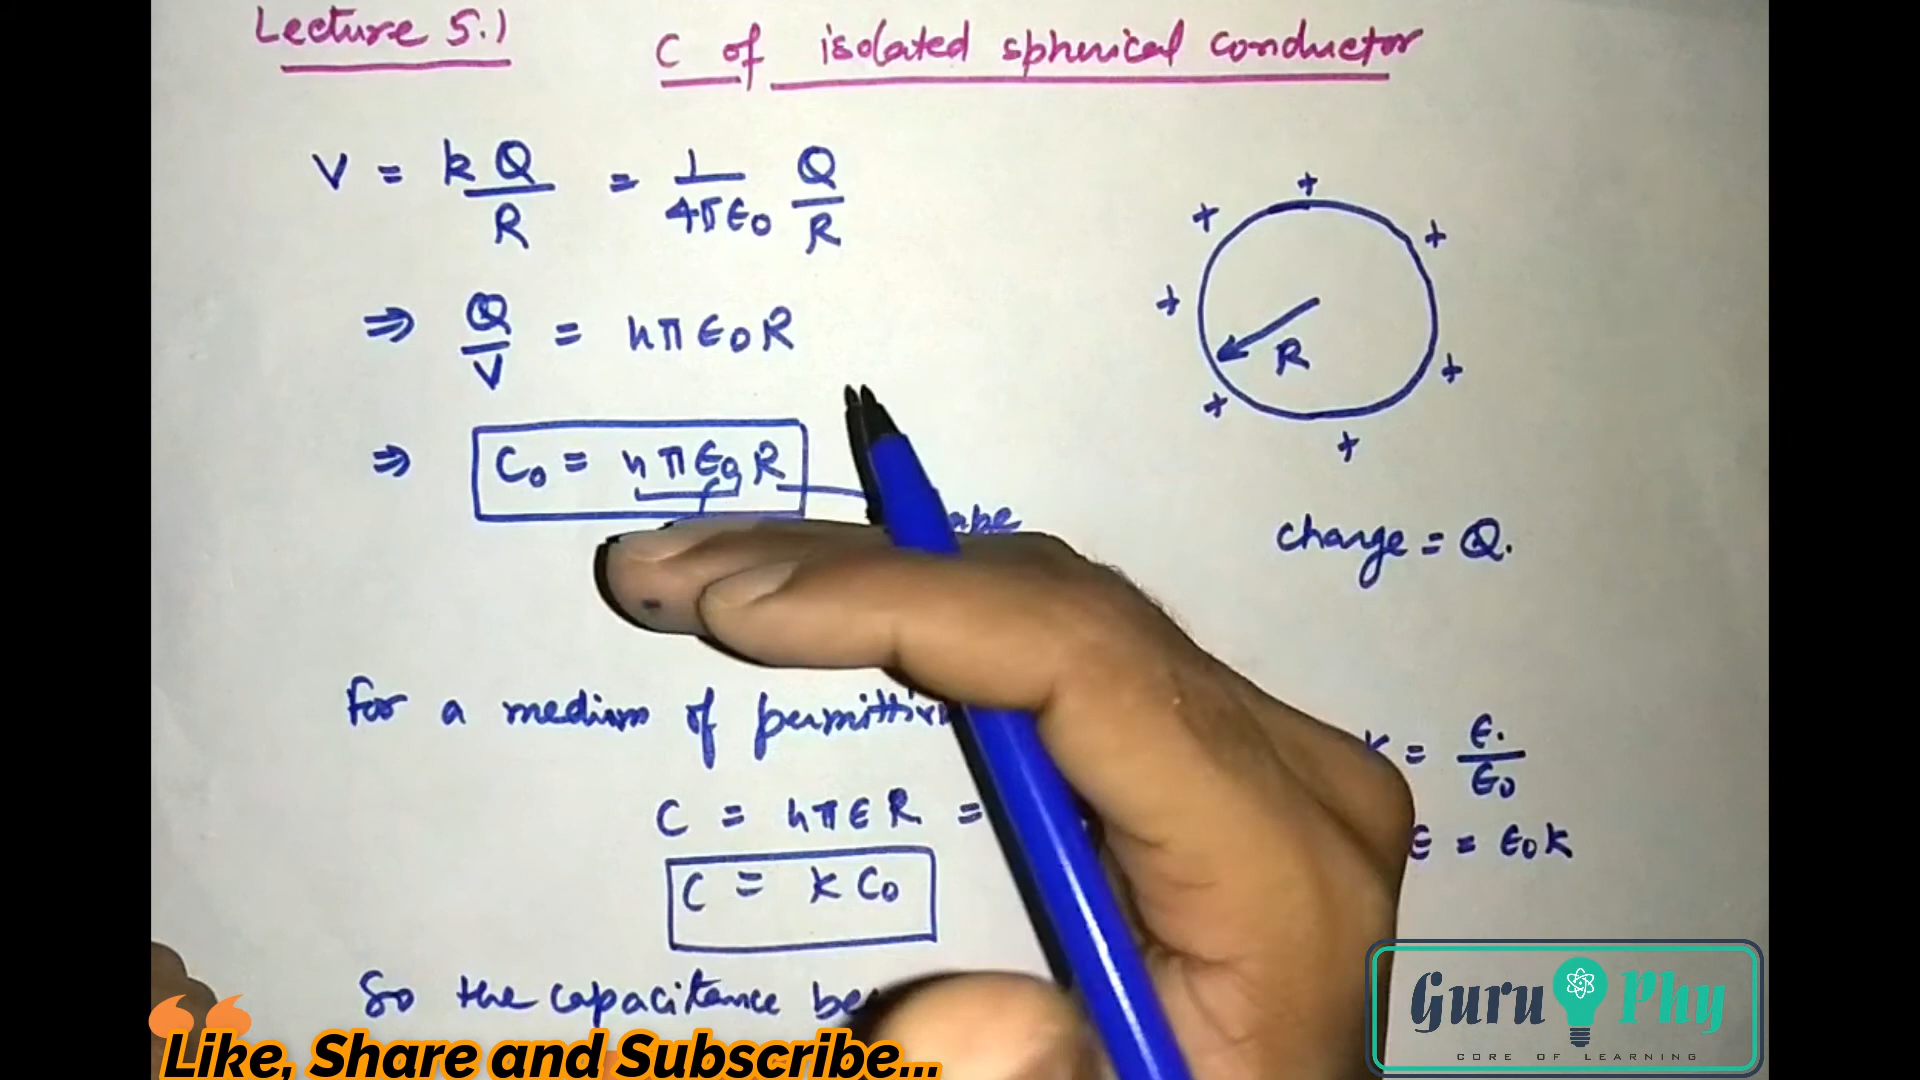 Lecture 5.1
C of isolated spherical conductor
V = kQ/R = 1/4πε0 Q/R
⇒ Q/V = 4πε0R
⇒ C0 = 4πε0R
R
charge = Q.
For a medium of
K = ε/ε0
C = 4πεR =
ε = ε0K
C = KC0
So the capacitance
Like, Share and Subscribe...
Guru Phy
CORE OF LEARNING